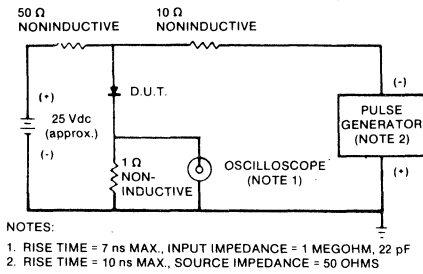 50 Ω
NONINDUCTIVE
10 Ω
NONINDUCTIVE
(+)
25 Vdc
(approx.)
(-)
D.U.T.
1 Ω
NON-
INDUCTIVE
OSCILLOSCOPE
(NOTE 1)
(-)
PULSE
GENERATOR
(NOTE 2)
(+)
NOTES:
1. RISE TIME = 7 ns MAX., INPUT IMPEDANCE = 1 MEGOHM, 22 pF
2. RISE TIME = 10 ns MAX., SOURCE IMPEDANCE = 50 OHMS